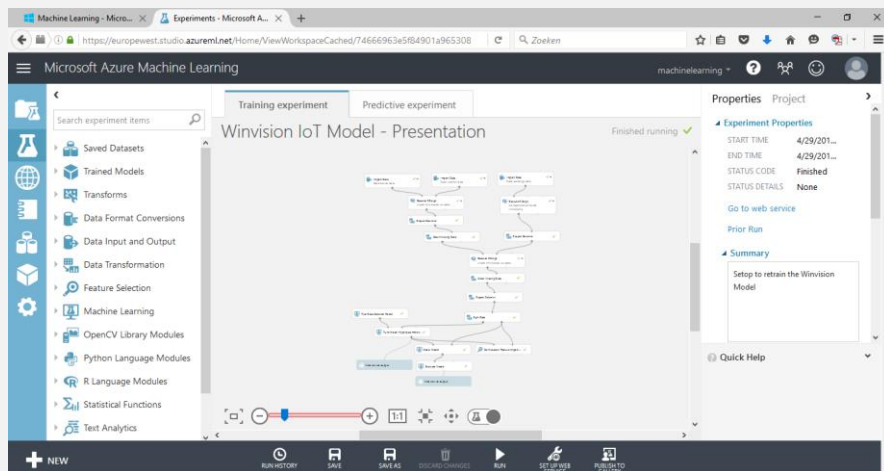 Machine Learning - Micro...
Experiments - Microsoft A...
https://europewest.studio.azureml.net/Home/ViewWorkspaceCached/74666963e5f84901a965308
Zoeken
Microsoft Azure Machine Learning
machinelearning
Search experiment items
Saved Datasets
Trained Models
Transforms
Data Format Conversions
Data Input and Output
Data Transformation
Feature Selection
Machine Learning
OpenCV Library Modules
Python Language Modules
R Language Modules
Statistical Functions
Text Analytics
Training experiment
Predictive experiment
Winvision IoT Model - Presentation
Finished running
1:1
Properties
Project
Experiment Properties
START TIME 4/29/201...
END TIME 4/29/201...
STATUS CODE Finished
STATUS DETAILS None
Go to web service
Prior Run
Summary
Setop to retrain the Winvision
Model
Quick Help
NEW
RUN HISTORY
SAVE
SAVE AS
DISCARD CHANGES
RUN
SET UP WEB
SERVICE
PUBLISH TO
GALLERY